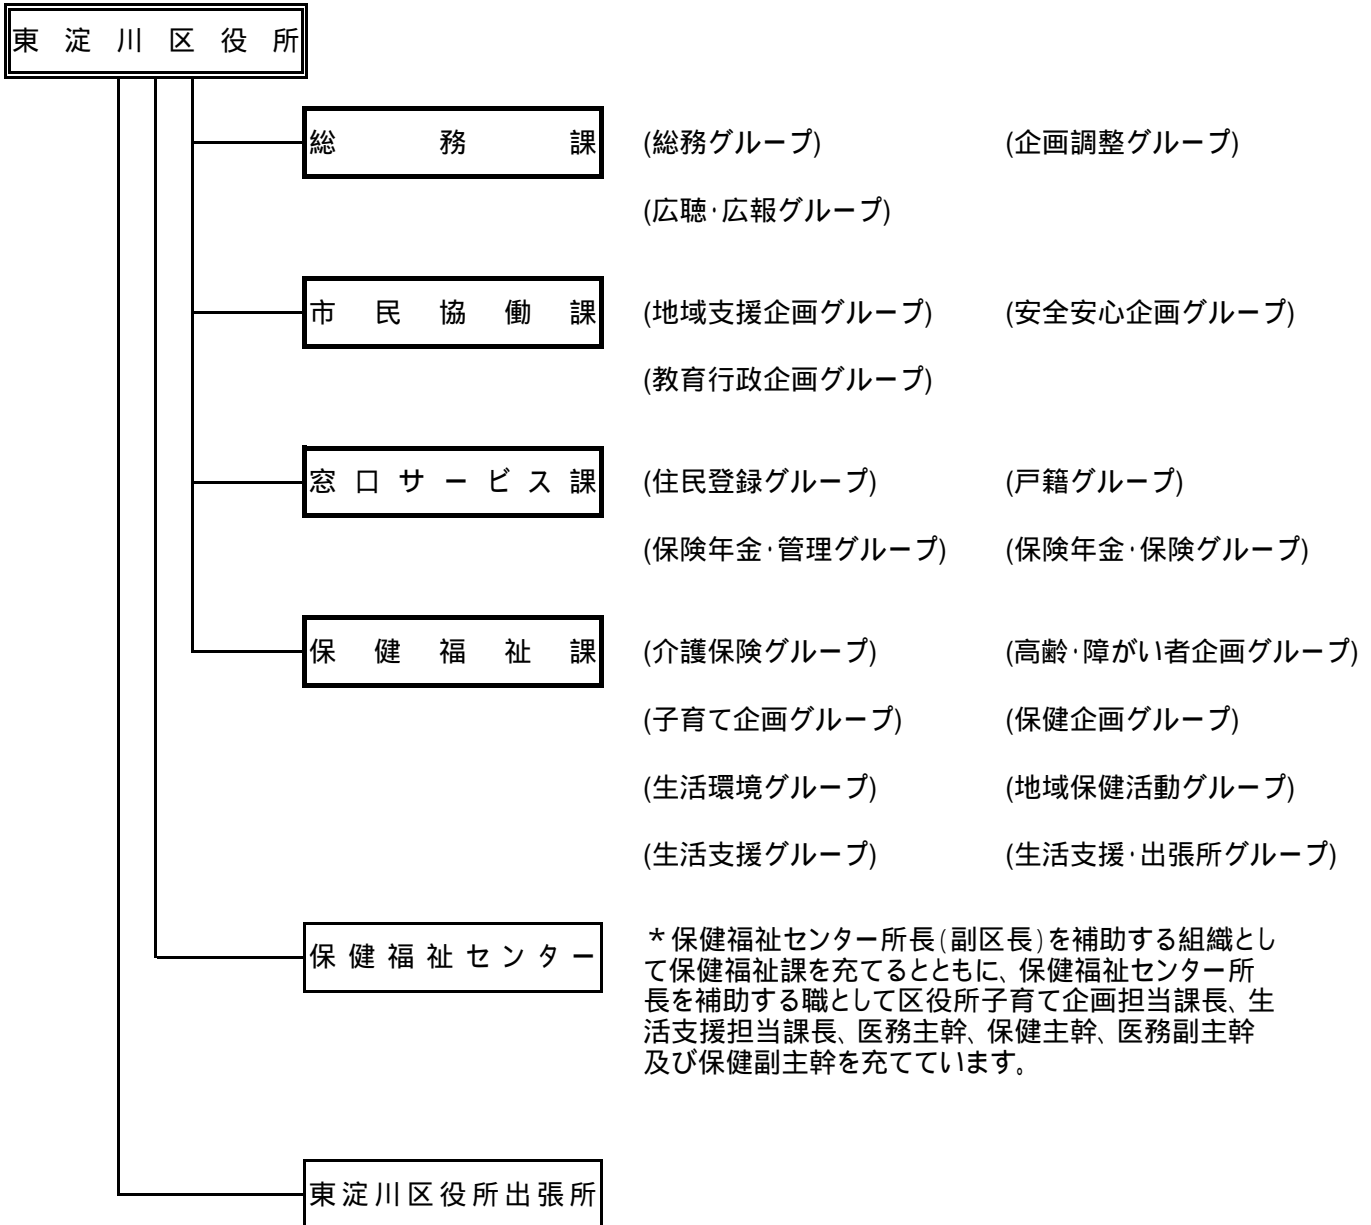 東淀川区役所
総務課 (総務グループ) (企画調整グループ)
(広聴・広報グループ)
市民協働課 (地域支援企画グループ) (安全安心企画グループ)
(教育行政企画グループ)
窓口サービス課 (住民登録グループ) (戸籍グループ)
(保険年金・管理グループ) (保険年金・保険グループ)
保健福祉課 (介護保険グループ) (高齢・障がい者企画グループ)
(子育て企画グループ) (保健企画グループ)
(生活環境グループ) (地域保健活動グループ)
(生活支援グループ) (生活支援・出張所グループ)
保健福祉センター
＊保健福祉センター所長(副区長)を補助する組織とし
て保健福祉課を充てるとともに、保健福祉センター所
長を補助する職として区役所子育て企画担当課長、生
活支援担当課長、医務主幹、保健主幹、医務副主幹
及び保健副主幹を充てています。
東淀川区役所出張所